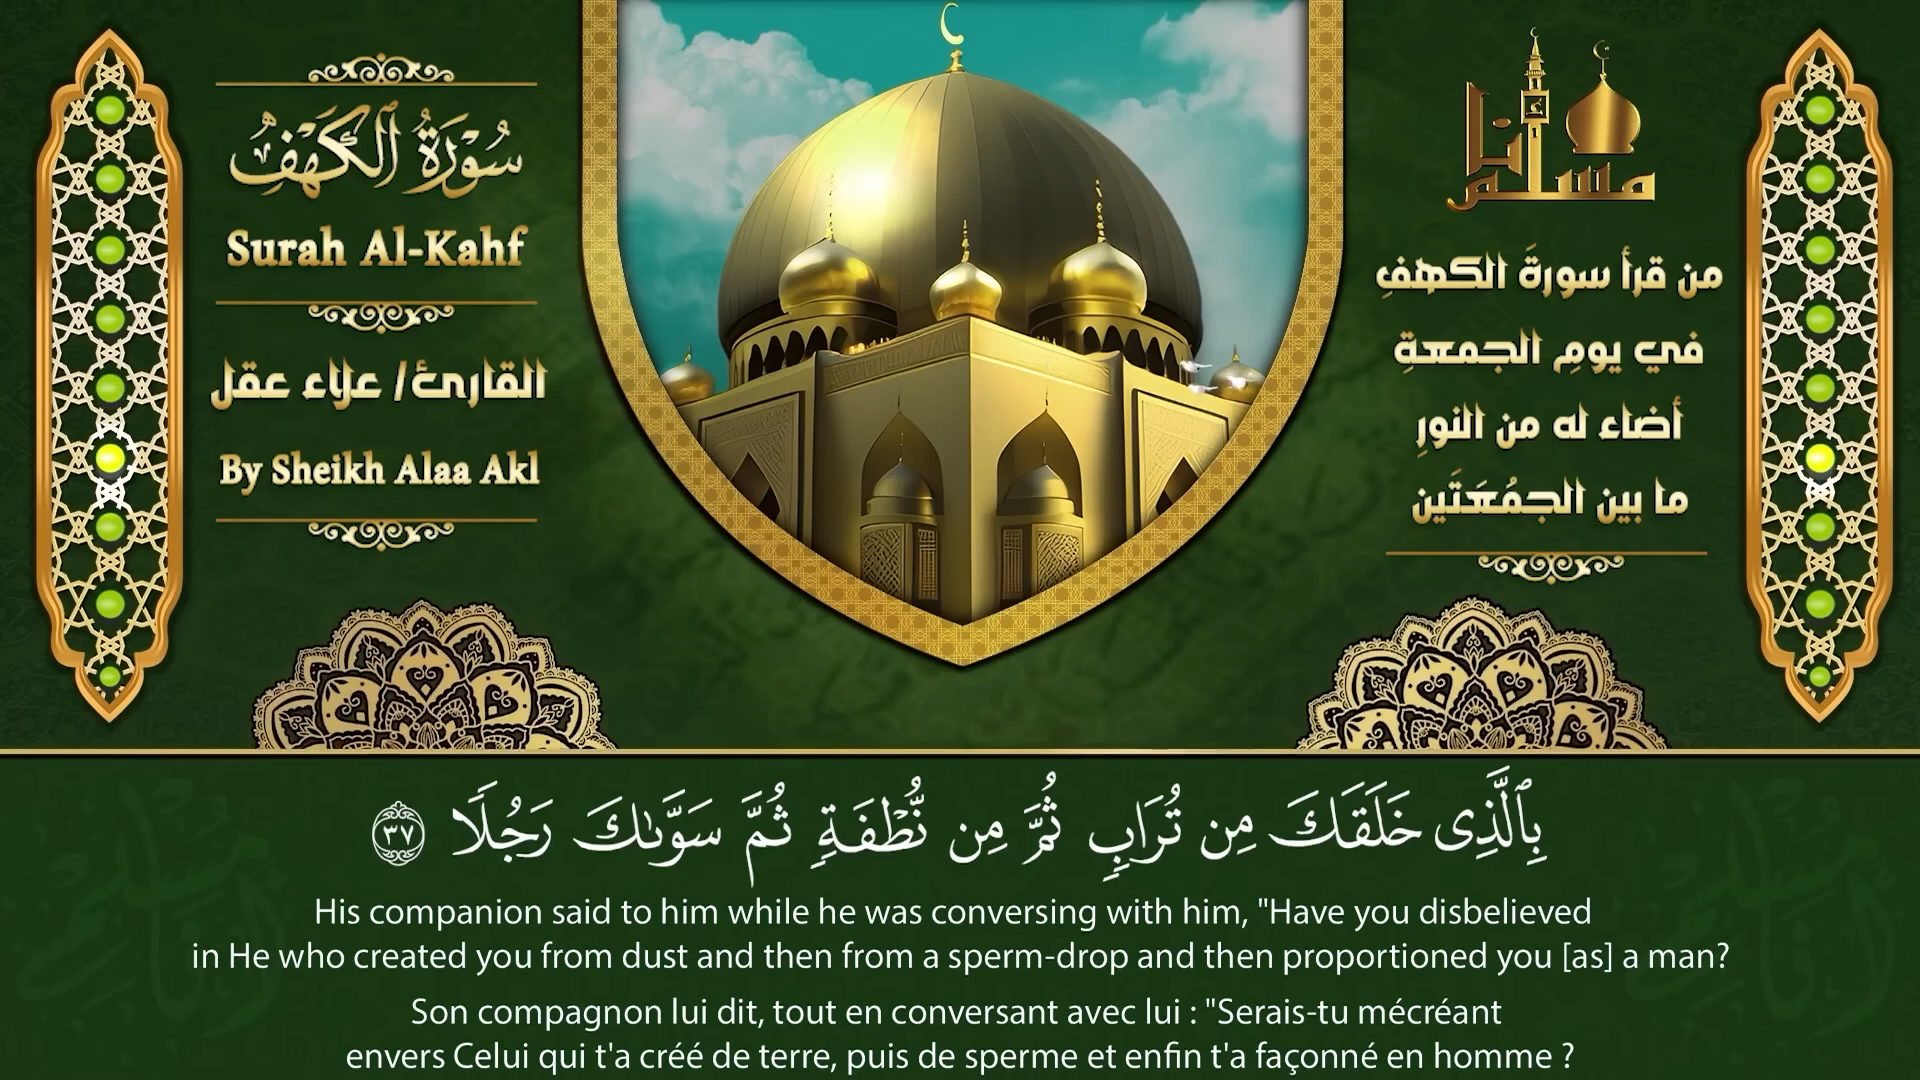 سُورَةُ الكَهْفِ
Surah Al-Kahf
القارئ/ علاء عقل
By Sheikh Alaa Akl
أنا
مسلم
من قرأ سورةَ الكهفِ
في يومِ الجمعةِ
أضاء له من النورِ
ما بين الجمُعَتَين
بِٱلَّذِى خَلَقَكَ مِن تُرَابٍ ثُمَّ مِن نُّطْفَةٍ ثُمَّ سَوَّىٰكَ رَجُلًا ٣٧
His companion said to him while he was conversing with him, "Have you disbelieved
in He who created you from dust and then from a sperm-drop and then proportioned you [as] a man?
Son compagnon lui dit, tout en conversant avec lui : "Serais-tu mécréant
envers Celui qui t'a créé de terre, puis de sperme et enfin t'a façonné en homme ?